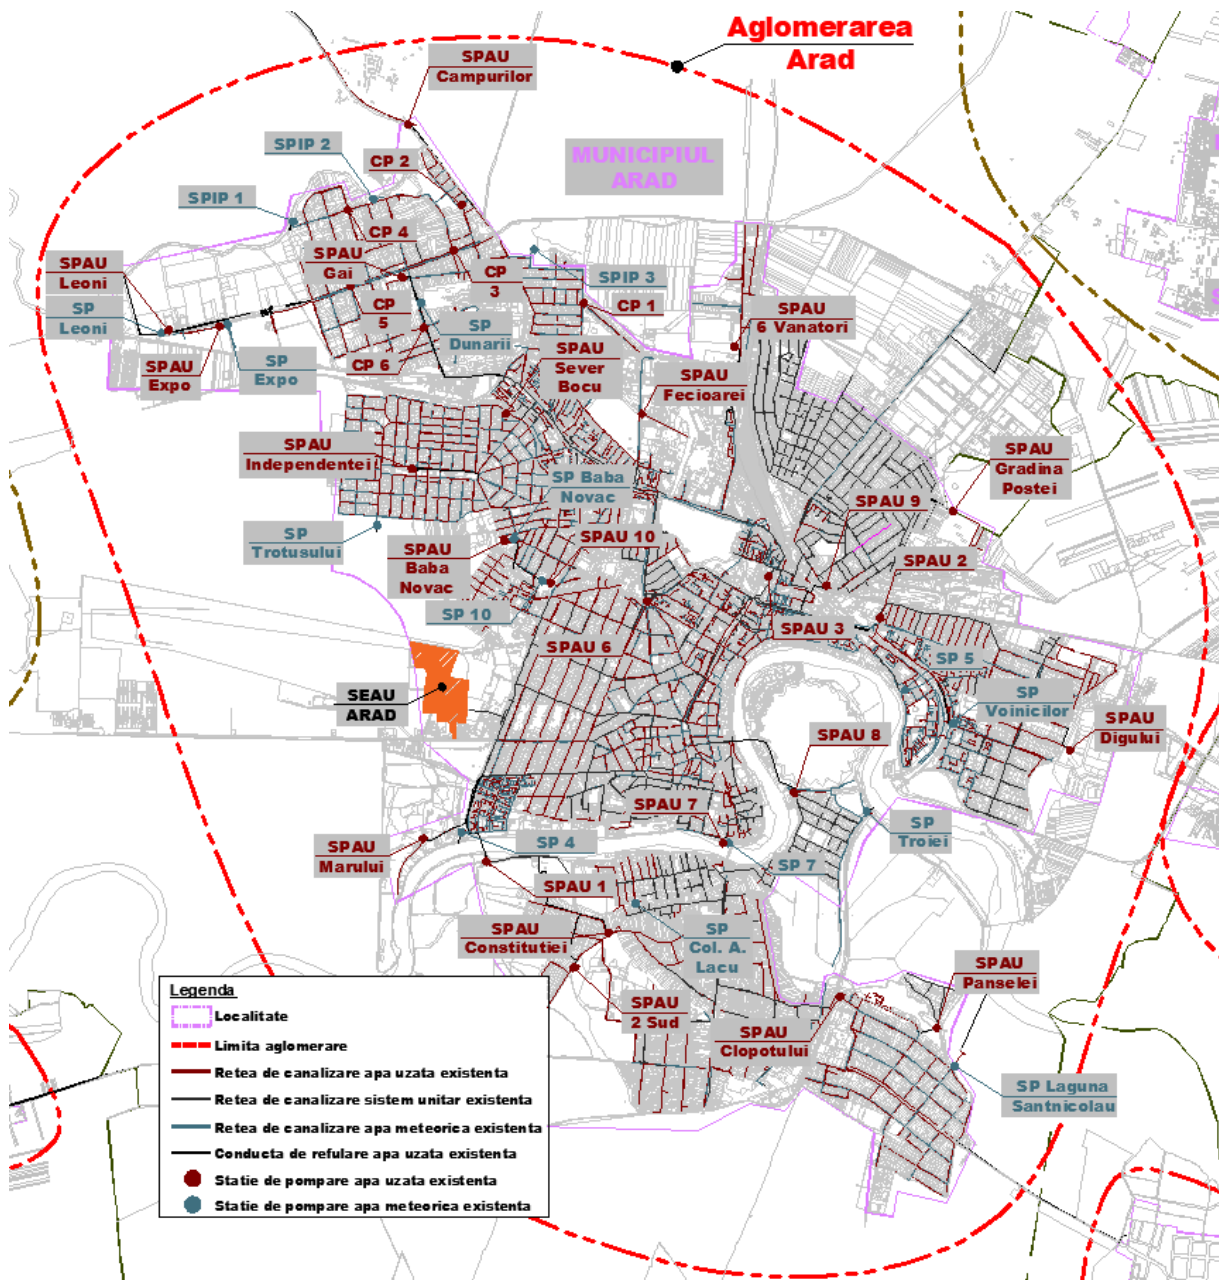 Aglomerarea
Arad
SPAU
Campurilor
SPIP 2
CP 2
MUNICIPIUL
ARAD
SPIP 1
CP 4
SPAU
Leoni
SPAU
Gai
CP
3
SPIP 3
CP 1
SP
Leoni
CP
5
SP
Dunarii
SPAU
6 Vanatori
SPAU
Expo
SP
Expo
CP 6
SPAU
Sever
Bocu
SPAU
Fecioarei
SPAU
Independentei
SPAU
Gradina
Postei
SP Baba
Novac
SPAU 9
SP
Trotusului
SPAU
Baba
Novac
SPAU 10
SPAU 2
SP 10
SPAU 3
SPAU 6
SP 5
SEAU
ARAD
SP
Voinicilor
SPAU
Digului
SPAU 8
SPAU 7
SP
Troiei
SPAU
Marului
SP 4
SP 7
SPAU 1
SPAU
Constitutiei
SP
Col. A.
Lacu
SPAU
Panselei
SPAU
2 Sud
SPAU
Clopotului
SP Laguna
Santnicolau
Legenda
Localitate
Limita aglomerare
Retea de canalizare apa uzata existenta
Retea de canalizare sistem unitar existenta
Retea de canalizare apa meteorica existenta
Conducta de refulare apa uzata existenta
Statie de pompare apa uzata existenta
Statie de pompare apa meteorica existenta